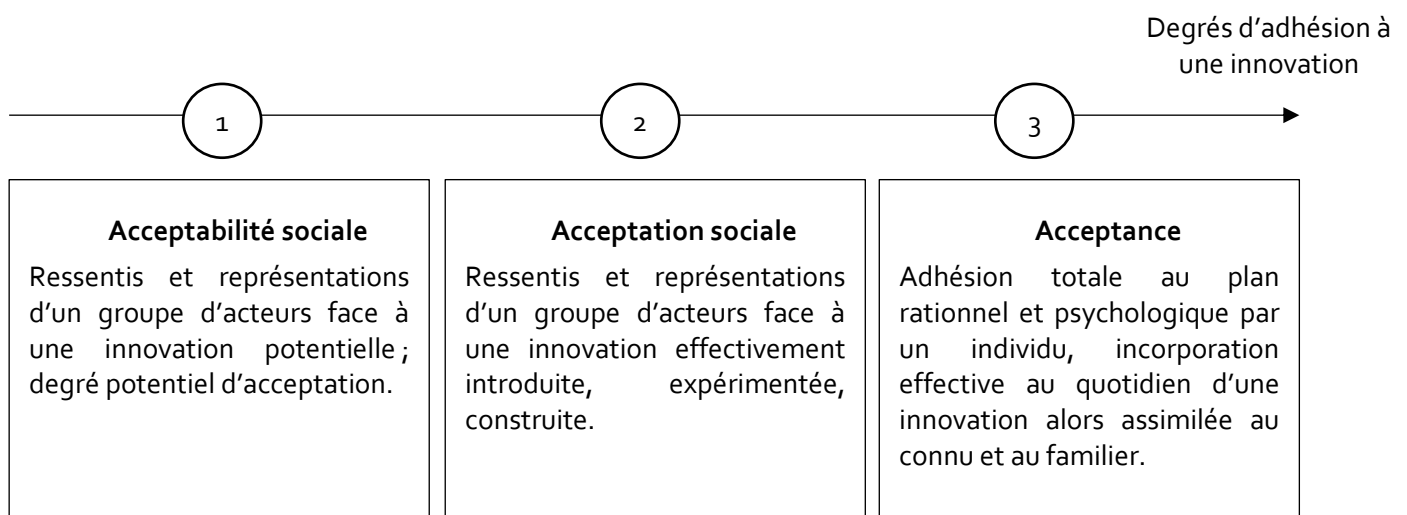 Degrés d’adhésion à
une innovation
1
2
3
Acceptabilité sociale
Ressentis et représentations
d’un groupe d’acteurs face à
une innovation potentielle ;
degré potentiel d’acceptation.
Acceptation sociale
Ressentis et représentations
d’un groupe d’acteurs face à
une innovation effectivement
introduite, expérimentée,
construite.
Acceptance
Adhésion totale au plan
rationnel et psychologique par
un individu, incorporation
effective au quotidien d’une
innovation alors assimilée au
connu et au familier.